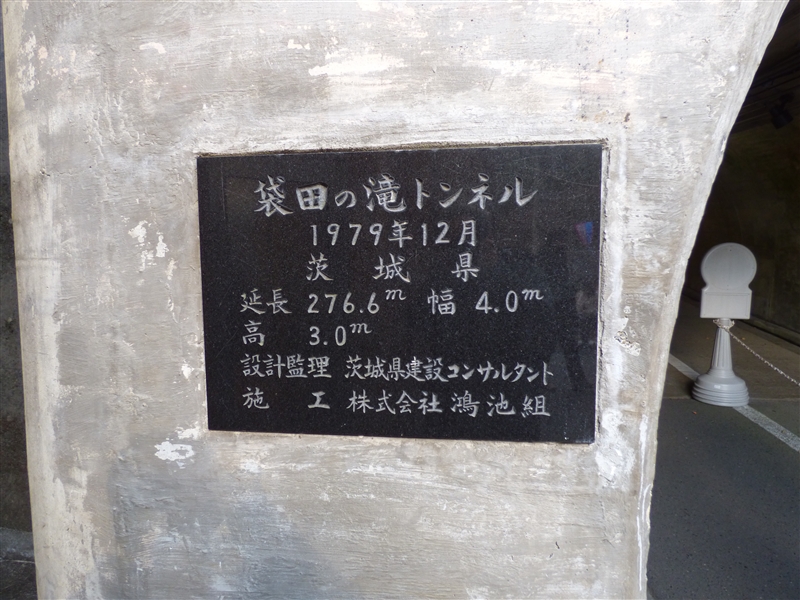 袋田の滝トンネル
1979年12月
茨城県
延長 276.6m 幅 4.0m
高 3.0m
設計監理 茨城県建設コンサルタント
施工 株式会社鴻池組